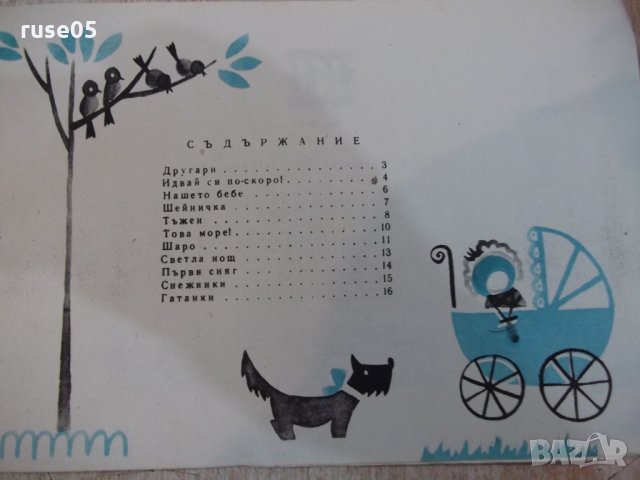 ruse05
СЪДЪРЖАНИЕ
Другари . . . . . . . . . . . . . . . 3
Идвай си по-скоро! . . . . . . . . . 4
Нашето бебе . . . . . . . . . . . . 6
Шейничка . . . . . . . . . . . . . . 7
Тъжен . . . . . . . . . . . . . . . . 8
Това море! . . . . . . . . . . . . . 10
Шаро . . . . . . . . . . . . . . . . 11
Светла нощ . . . . . . . . . . . . . 13
Първи сняг . . . . . . . . . . . . . 14
Снежинки . . . . . . . . . . . . . . 15
Гатанки . . . . . . . . . . . . . . . 16
BAZAR